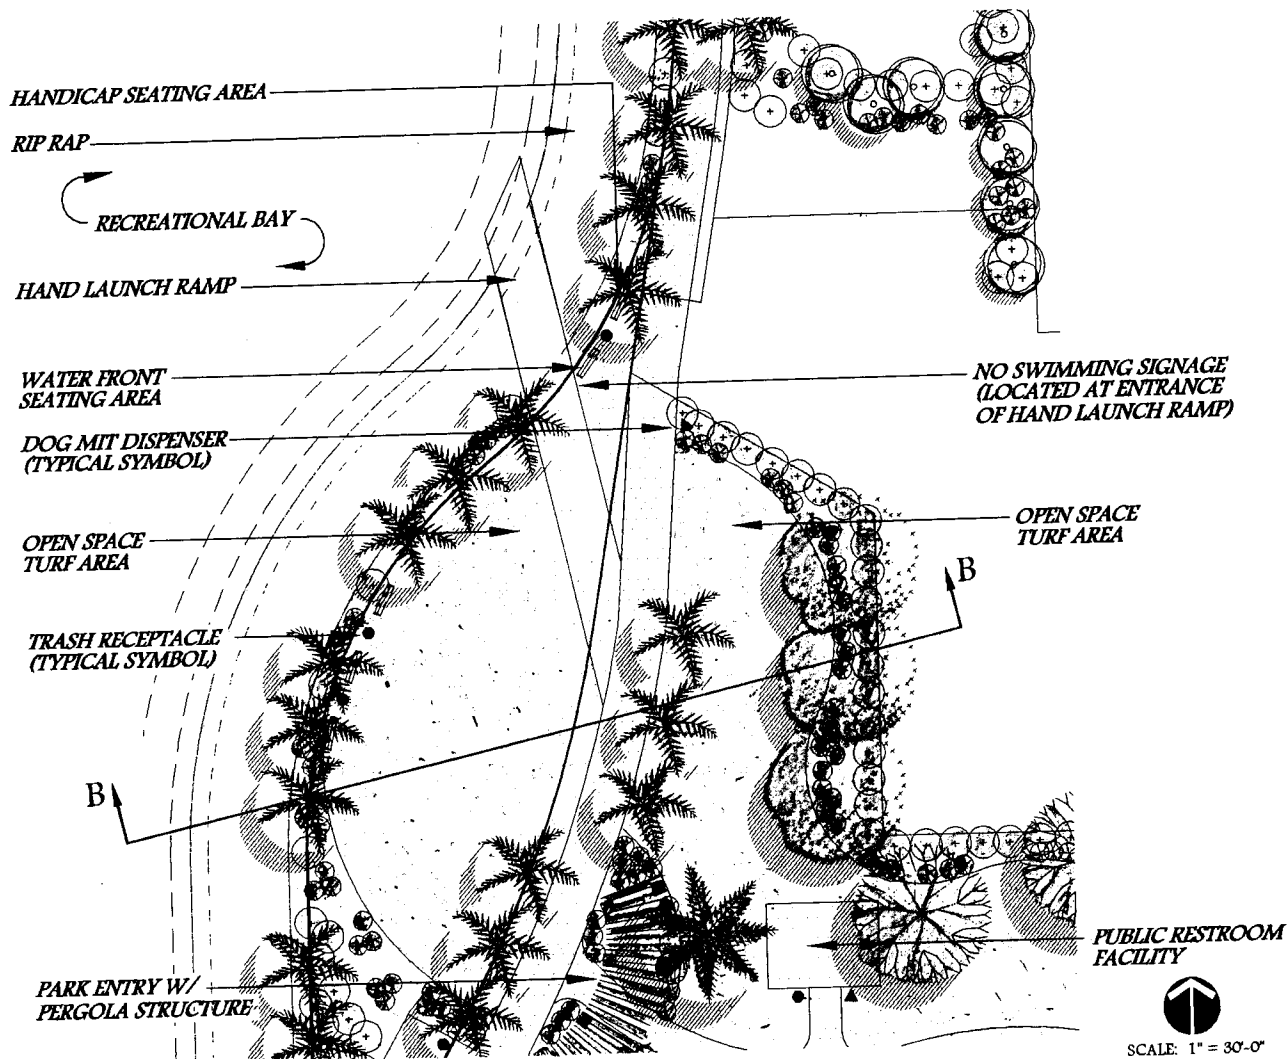 HANDICAP SEATING AREA
RIP RAP
RECREATIONAL BAY
HAND LAUNCH RAMP
WATER FRONT
SEATING AREA
DOG MIT DISPENSER
(TYPICAL SYMBOL)
OPEN SPACE
TURF AREA
TRASH RECEPTACLE
(TYPICAL SYMBOL)
B
PARK ENTRY W/
PERGOLA STRUCTURE
NO SWIMMING SIGNAGE
(LOCATED AT ENTRANCE
OF HAND LAUNCH RAMP)
OPEN SPACE
TURF AREA
B
PUBLIC RESTROOM
FACILITY
SCALE: 1" = 30'-0"